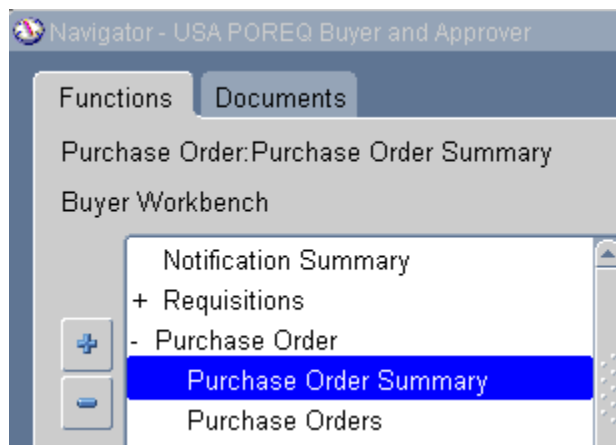 Navigator - USA POREQ Buyer and Approver
Functions Documents
Purchase Order:Purchase Order Summary
Buyer Workbench
Notification Summary
+ Requisitions
- Purchase Order
Purchase Order Summary
Purchase Orders